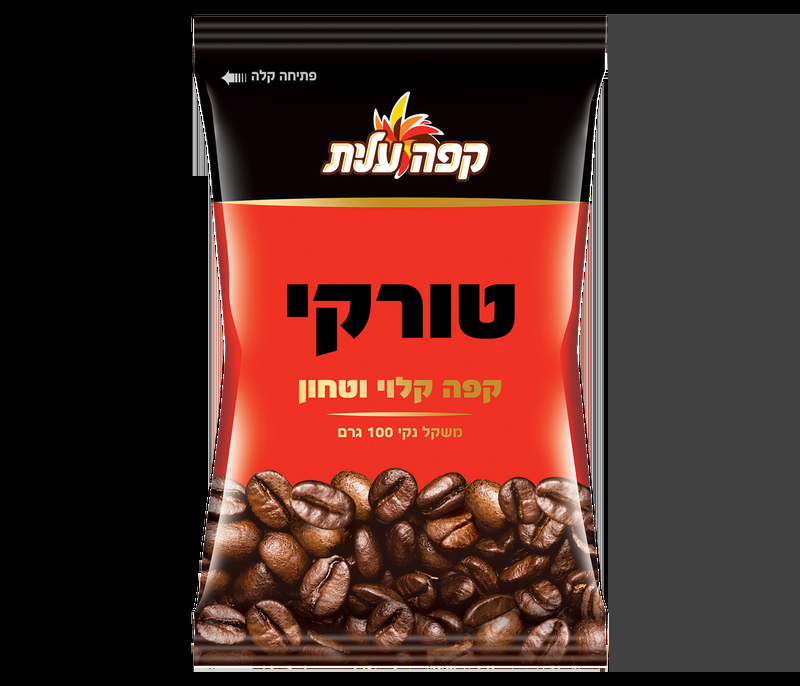 פתיחה קלה
קפה עלית
טורקי
קפה קלוי וטחון
משקל נקי 100 גרם